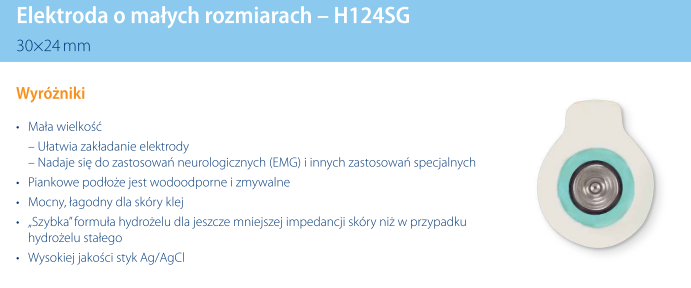 Elektroda o małych rozmiarach – H124SG
30×24 mm
Wyróżniki
• Mała wielkość
– Ułatwia zakładanie elektrody
– Nadaje się do zastosowań neurologicznych (EMG) i innych zastosowań specjalnych
• Piankowe podłoże jest wodoodporne i zmywalne
• Mocny, łagodny dla skóry klej
• „Szybka” formuła hydrożelu dla jeszcze mniejszej impedancji skóry niż w przypadku
hydrożelu stałego
• Wysokiej jakości styk Ag/AgCl